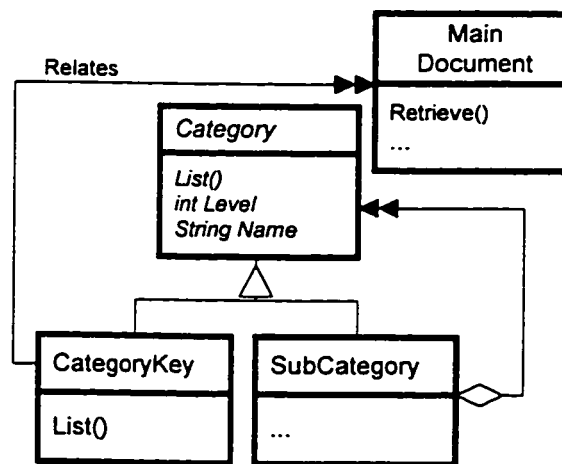 Relates
Main
Document
Retrieve()
...
Category
List()
int Level
String Name
CategoryKey
List()
SubCategory
...